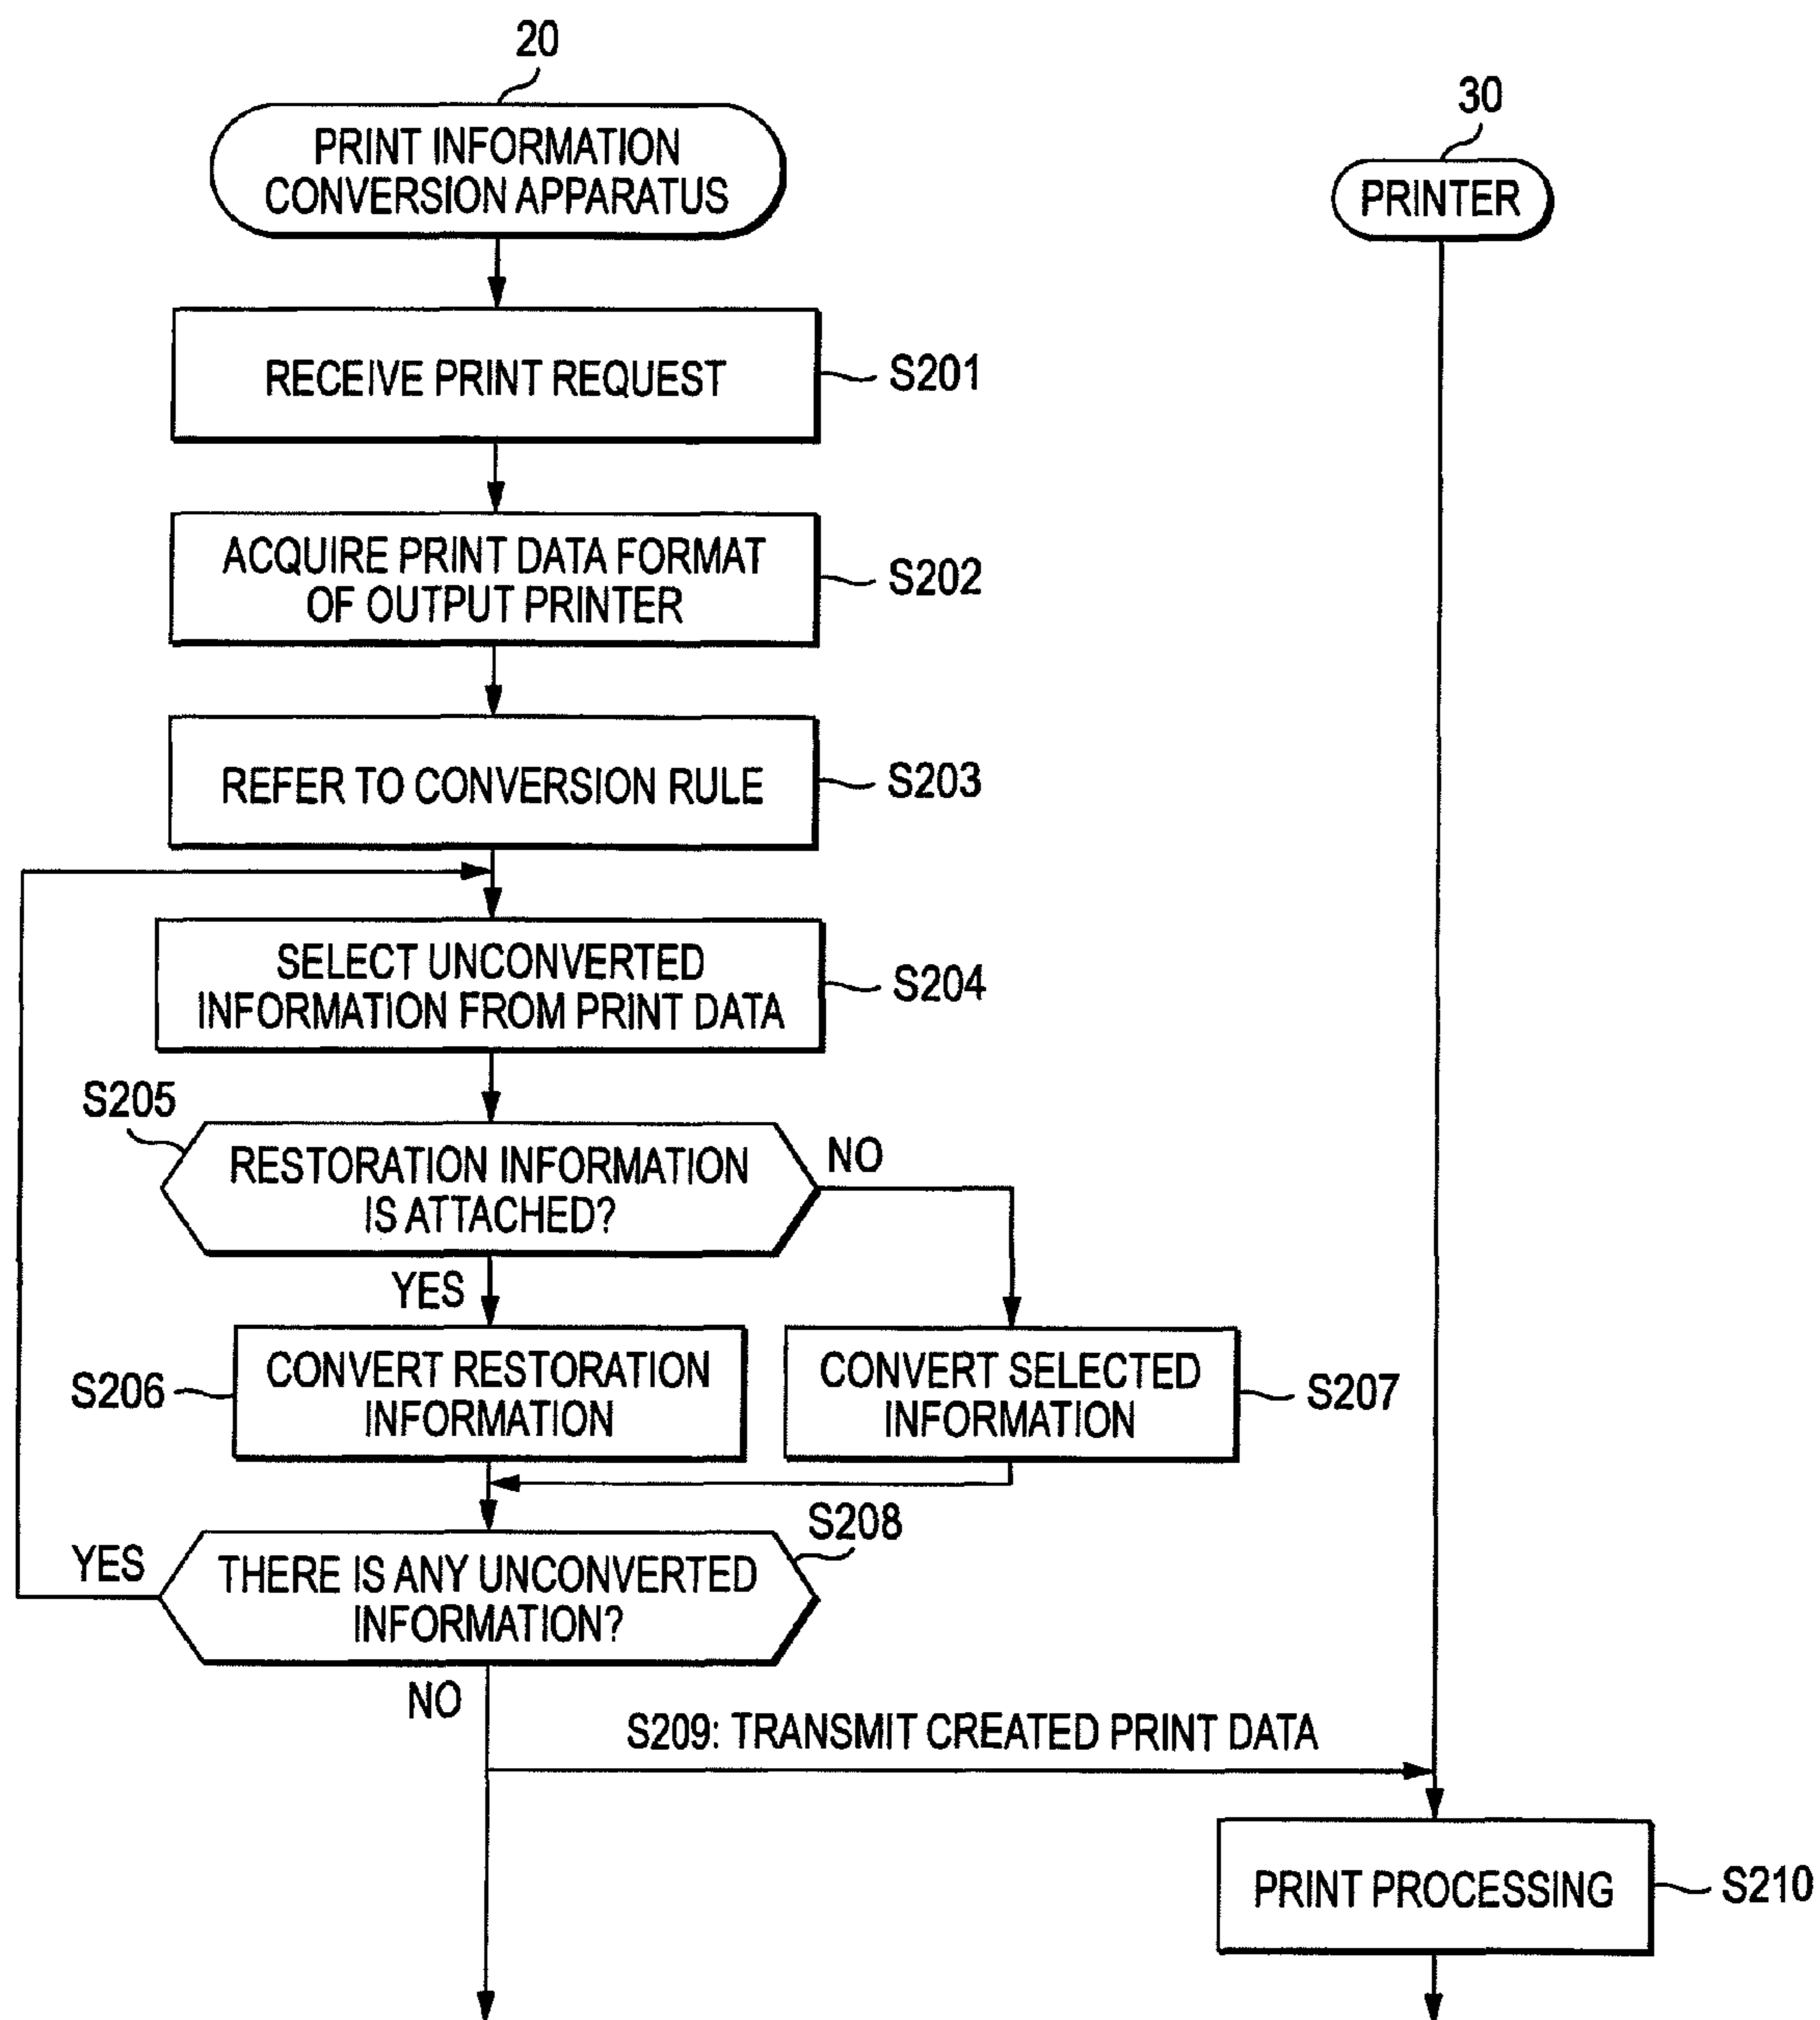 20
PRINT INFORMATION
CONVERSION APPARATUS
30
PRINTER
RECEIVE PRINT REQUEST
S201
ACQUIRE PRINT DATA FORMAT
OF OUTPUT PRINTER
S202
REFER TO CONVERSION RULE
S203
SELECT UNCONVERTED
INFORMATION FROM PRINT DATA
S204
S205
RESTORATION INFORMATION
IS ATTACHED?
NO
YES
S206
CONVERT RESTORATION
INFORMATION
CONVERT SELECTED
INFORMATION
S207
S208
YES
THERE IS ANY UNCONVERTED
INFORMATION?
NO
S209: TRANSMIT CREATED PRINT DATA
PRINT PROCESSING
S210